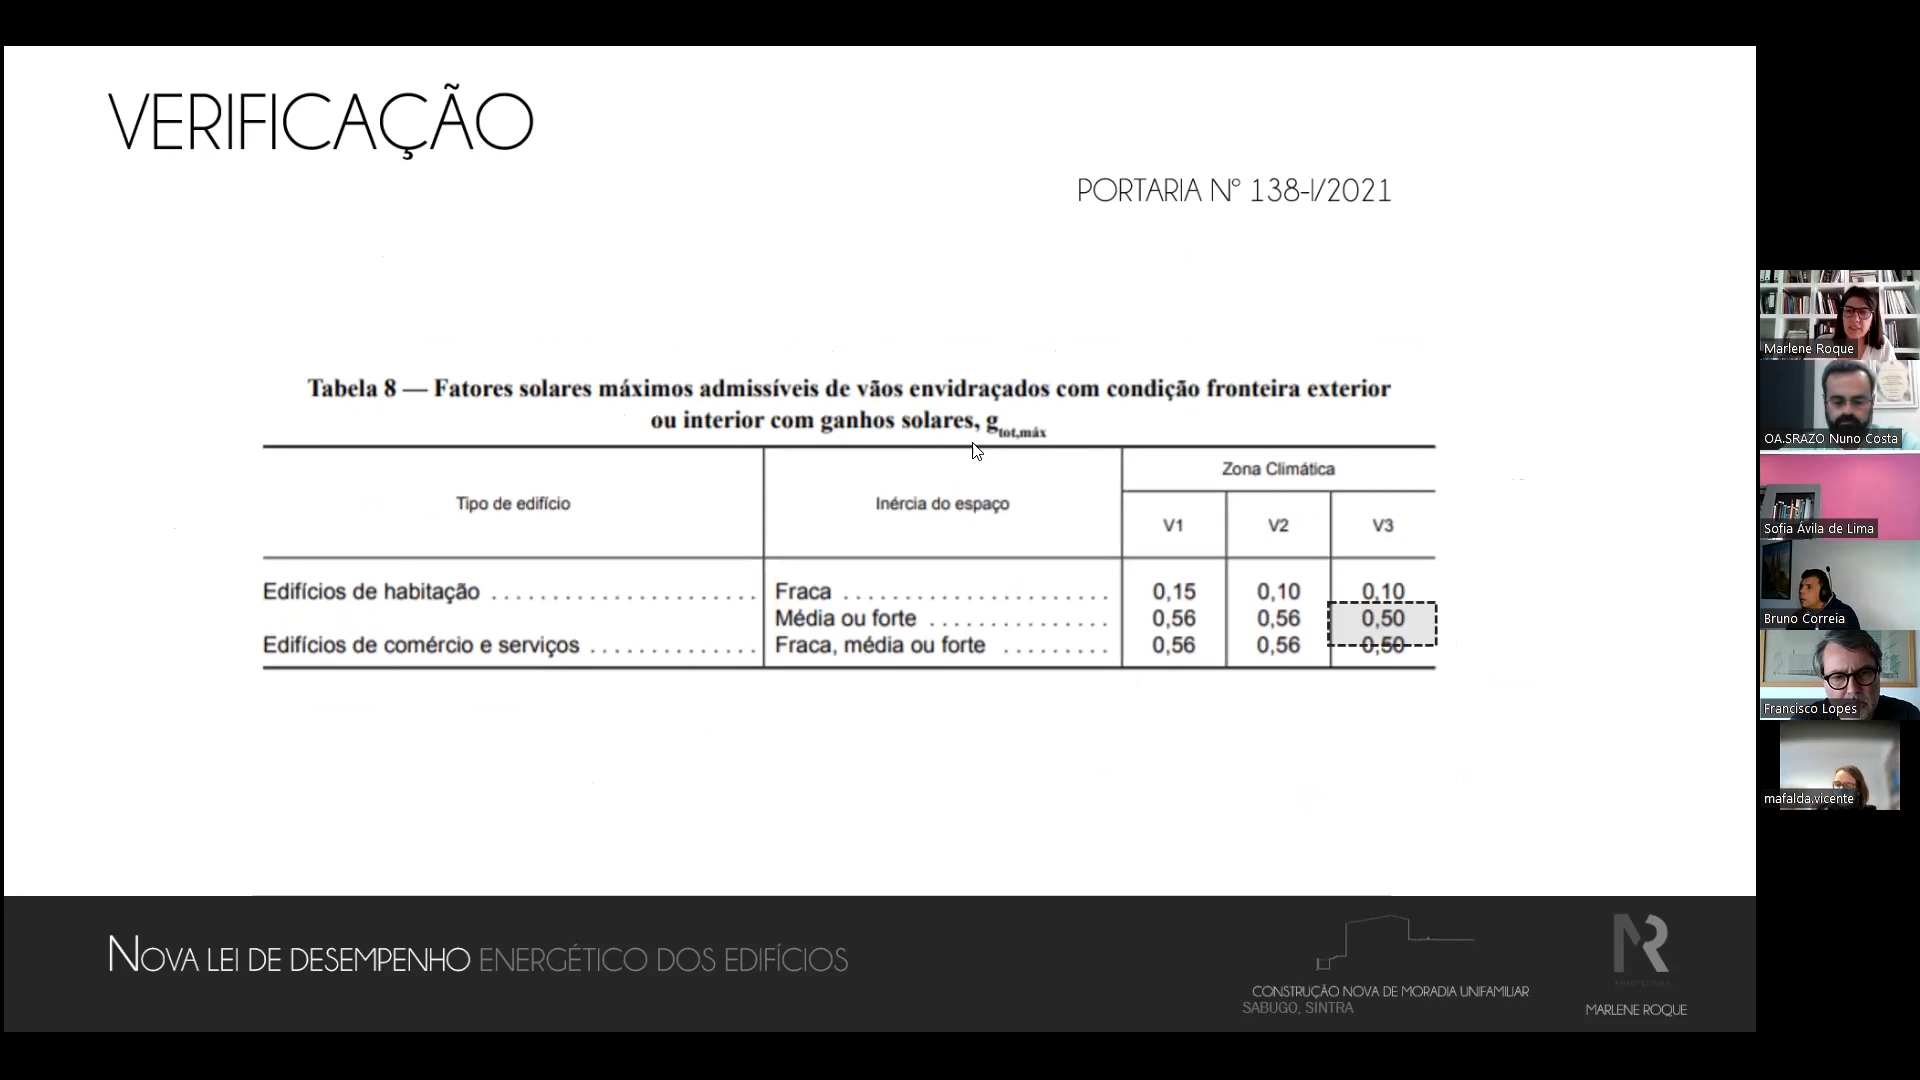 VERIFICAÇÃO
PORTARIA Nº 138-I/2021
Tabela 8 — Fatores solares máximos admissíveis de vãos envidraçados com condição fronteira exterior
ou interior com ganhos solares, gtot,máx
Tipo de edifício
Inércia do espaço
Zona Climática
V1 V2 V3
Edifícios de habitação . . . . . . . . . . . . . . . . . . . . . . Fraca . . . . . . . . . . . . . . . . . . . . . . 0,15 0,10 0,10
Média ou forte . . . . . . . . . . . . . . . 0,56 0,56 0,50
Edifícios de comércio e serviços . . . . . . . . . . . . . . Fraca, média ou forte . . . . . . . . . 0,56 0,56 0,50
NOVA LEI DE DESEMPENHO ENERGÉTICO DOS EDIFÍCIOS
CONSTRUÇÃO NOVA DE MORADIA UNIFAMILIAR
SABUGO, SINTRA
MR
MARLENE ROQUE
Marlene Roque
OA.SRAZO Nuno Costa
Sofia Ávila de Lima
Bruno Correia
Francisco Lopes
mafalda.vicente